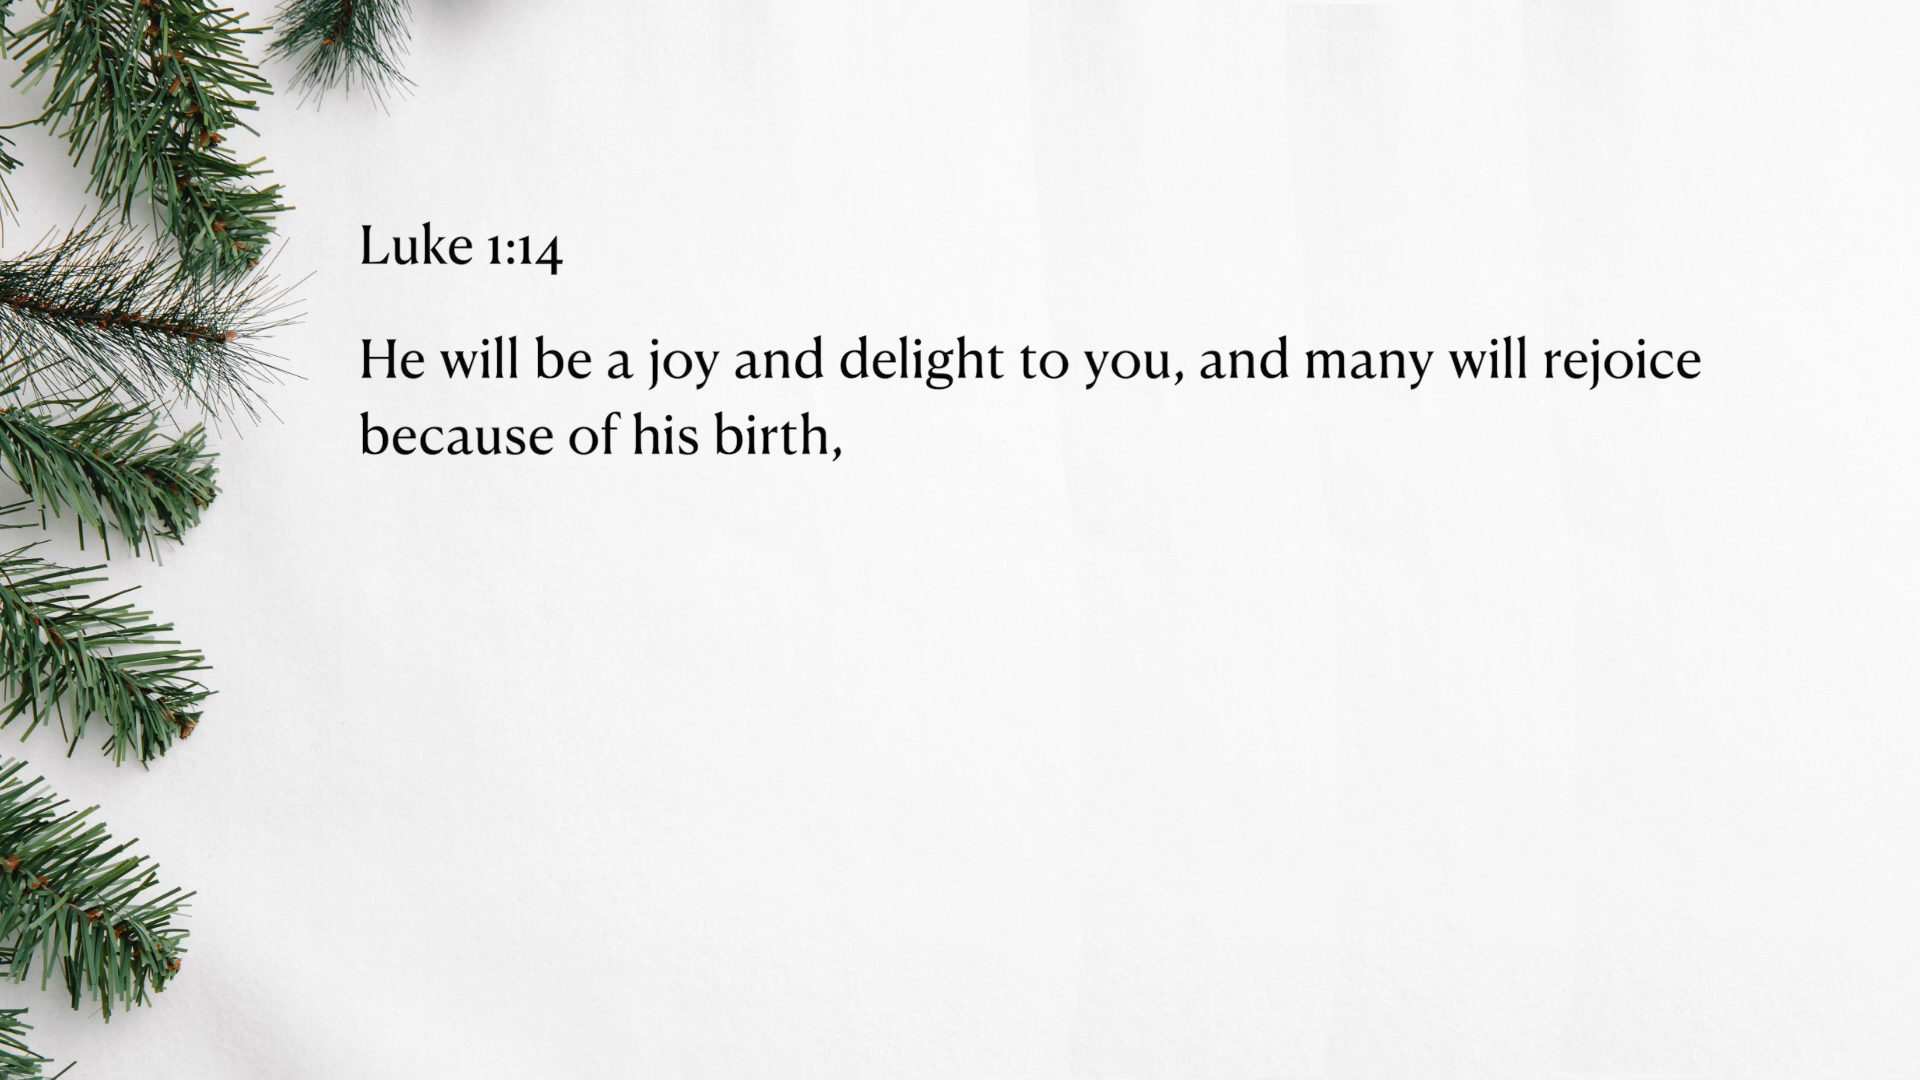 Luke 1:14
He will be a joy and delight to you, and many will rejoice
because of his birth,